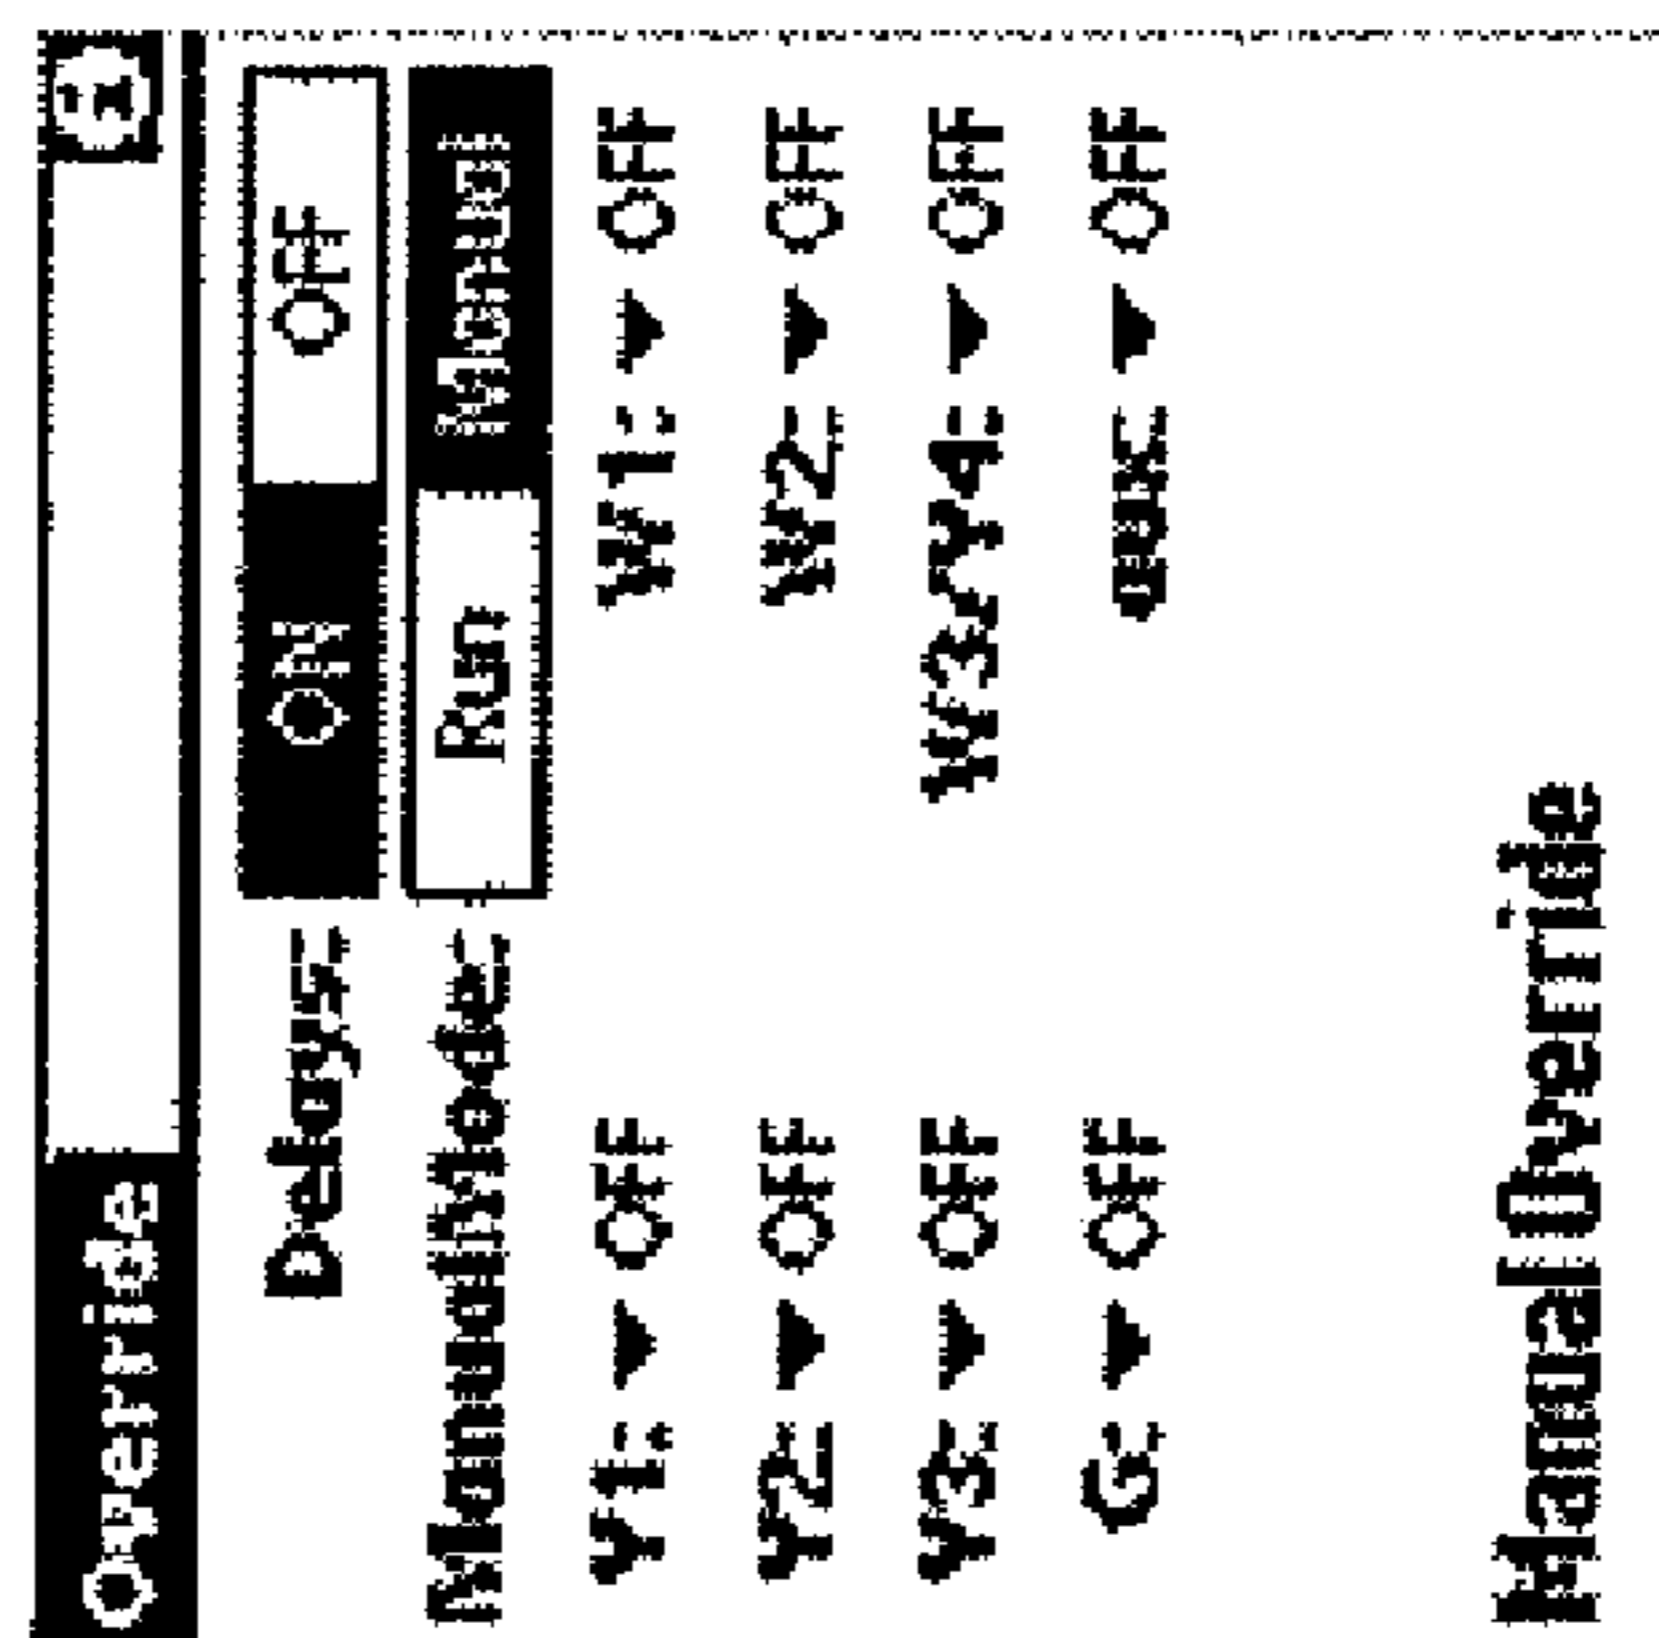 Override i
Delays: ON OFF
Manual Mode: Run Manual
Y1: OFF W1: OFF
Y2: OFF W2: OFF
Y3: OFF W3/Y4: OFF
G: OFF aux: OFF
Manual Override